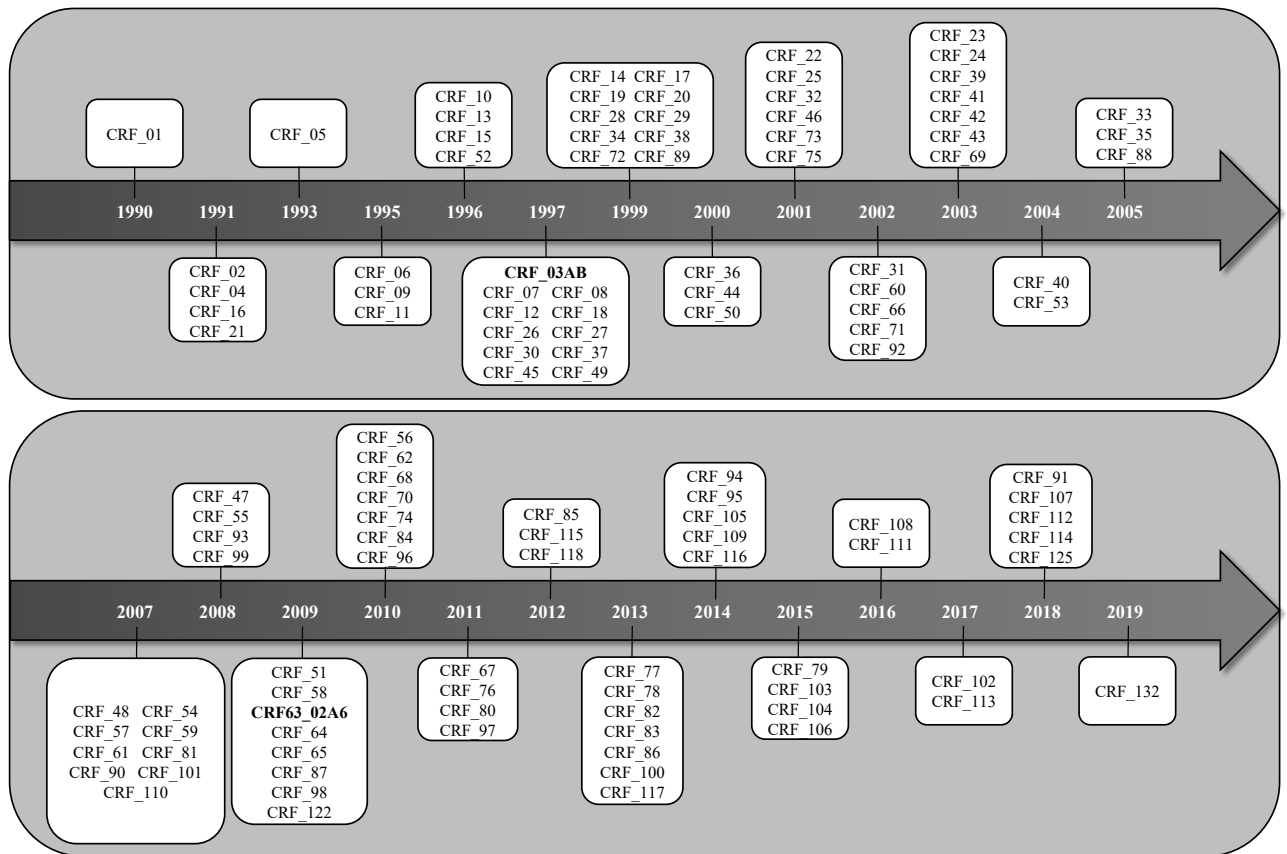 CRF_01
CRF_05
CRF_10
CRF_13
CRF_15
CRF_52
CRF_14 CRF_17
CRF_19 CRF_20
CRF_28 CRF_29
CRF_34 CRF_38
CRF_72 CRF_89
CRF_22
CRF_25
CRF_32
CRF_46
CRF_73
CRF_75
CRF_23
CRF_24
CRF_39
CRF_41
CRF_42
CRF_43
CRF_69
CRF_33
CRF_35
CRF_88
1990 1991 1993 1995 1996 1997 1999 2000 2001 2002 2003 2004 2005
CRF_02
CRF_04
CRF_16
CRF_21
CRF_06
CRF_09
CRF_11
CRF_03AB
CRF_07 CRF_08
CRF_12 CRF_18
CRF_26 CRF_27
CRF_30 CRF_37
CRF_45 CRF_49
CRF_36
CRF_44
CRF_50
CRF_31
CRF_60
CRF_66
CRF_71
CRF_92
CRF_40
CRF_53
CRF_47
CRF_55
CRF_93
CRF_99
CRF_56
CRF_62
CRF_68
CRF_70
CRF_74
CRF_84
CRF_96
CRF_85
CRF_115
CRF_118
CRF_94
CRF_95
CRF_105
CRF_109
CRF_116
CRF_108
CRF_111
CRF_91
CRF_107
CRF_112
CRF_114
CRF_125
2007 2008 2009 2010 2011 2012 2013 2014 2015 2016 2017 2018 2019
CRF_48 CRF_54
CRF_57 CRF_59
CRF_61 CRF_81
CRF_90 CRF_101
CRF_110
CRF_51
CRF_58
CRF63_02A6
CRF_64
CRF_65
CRF_87
CRF_98
CRF_122
CRF_67
CRF_76
CRF_80
CRF_97
CRF_77
CRF_78
CRF_82
CRF_83
CRF_86
CRF_100
CRF_117
CRF_79
CRF_103
CRF_104
CRF_106
CRF_102
CRF_113
CRF_132